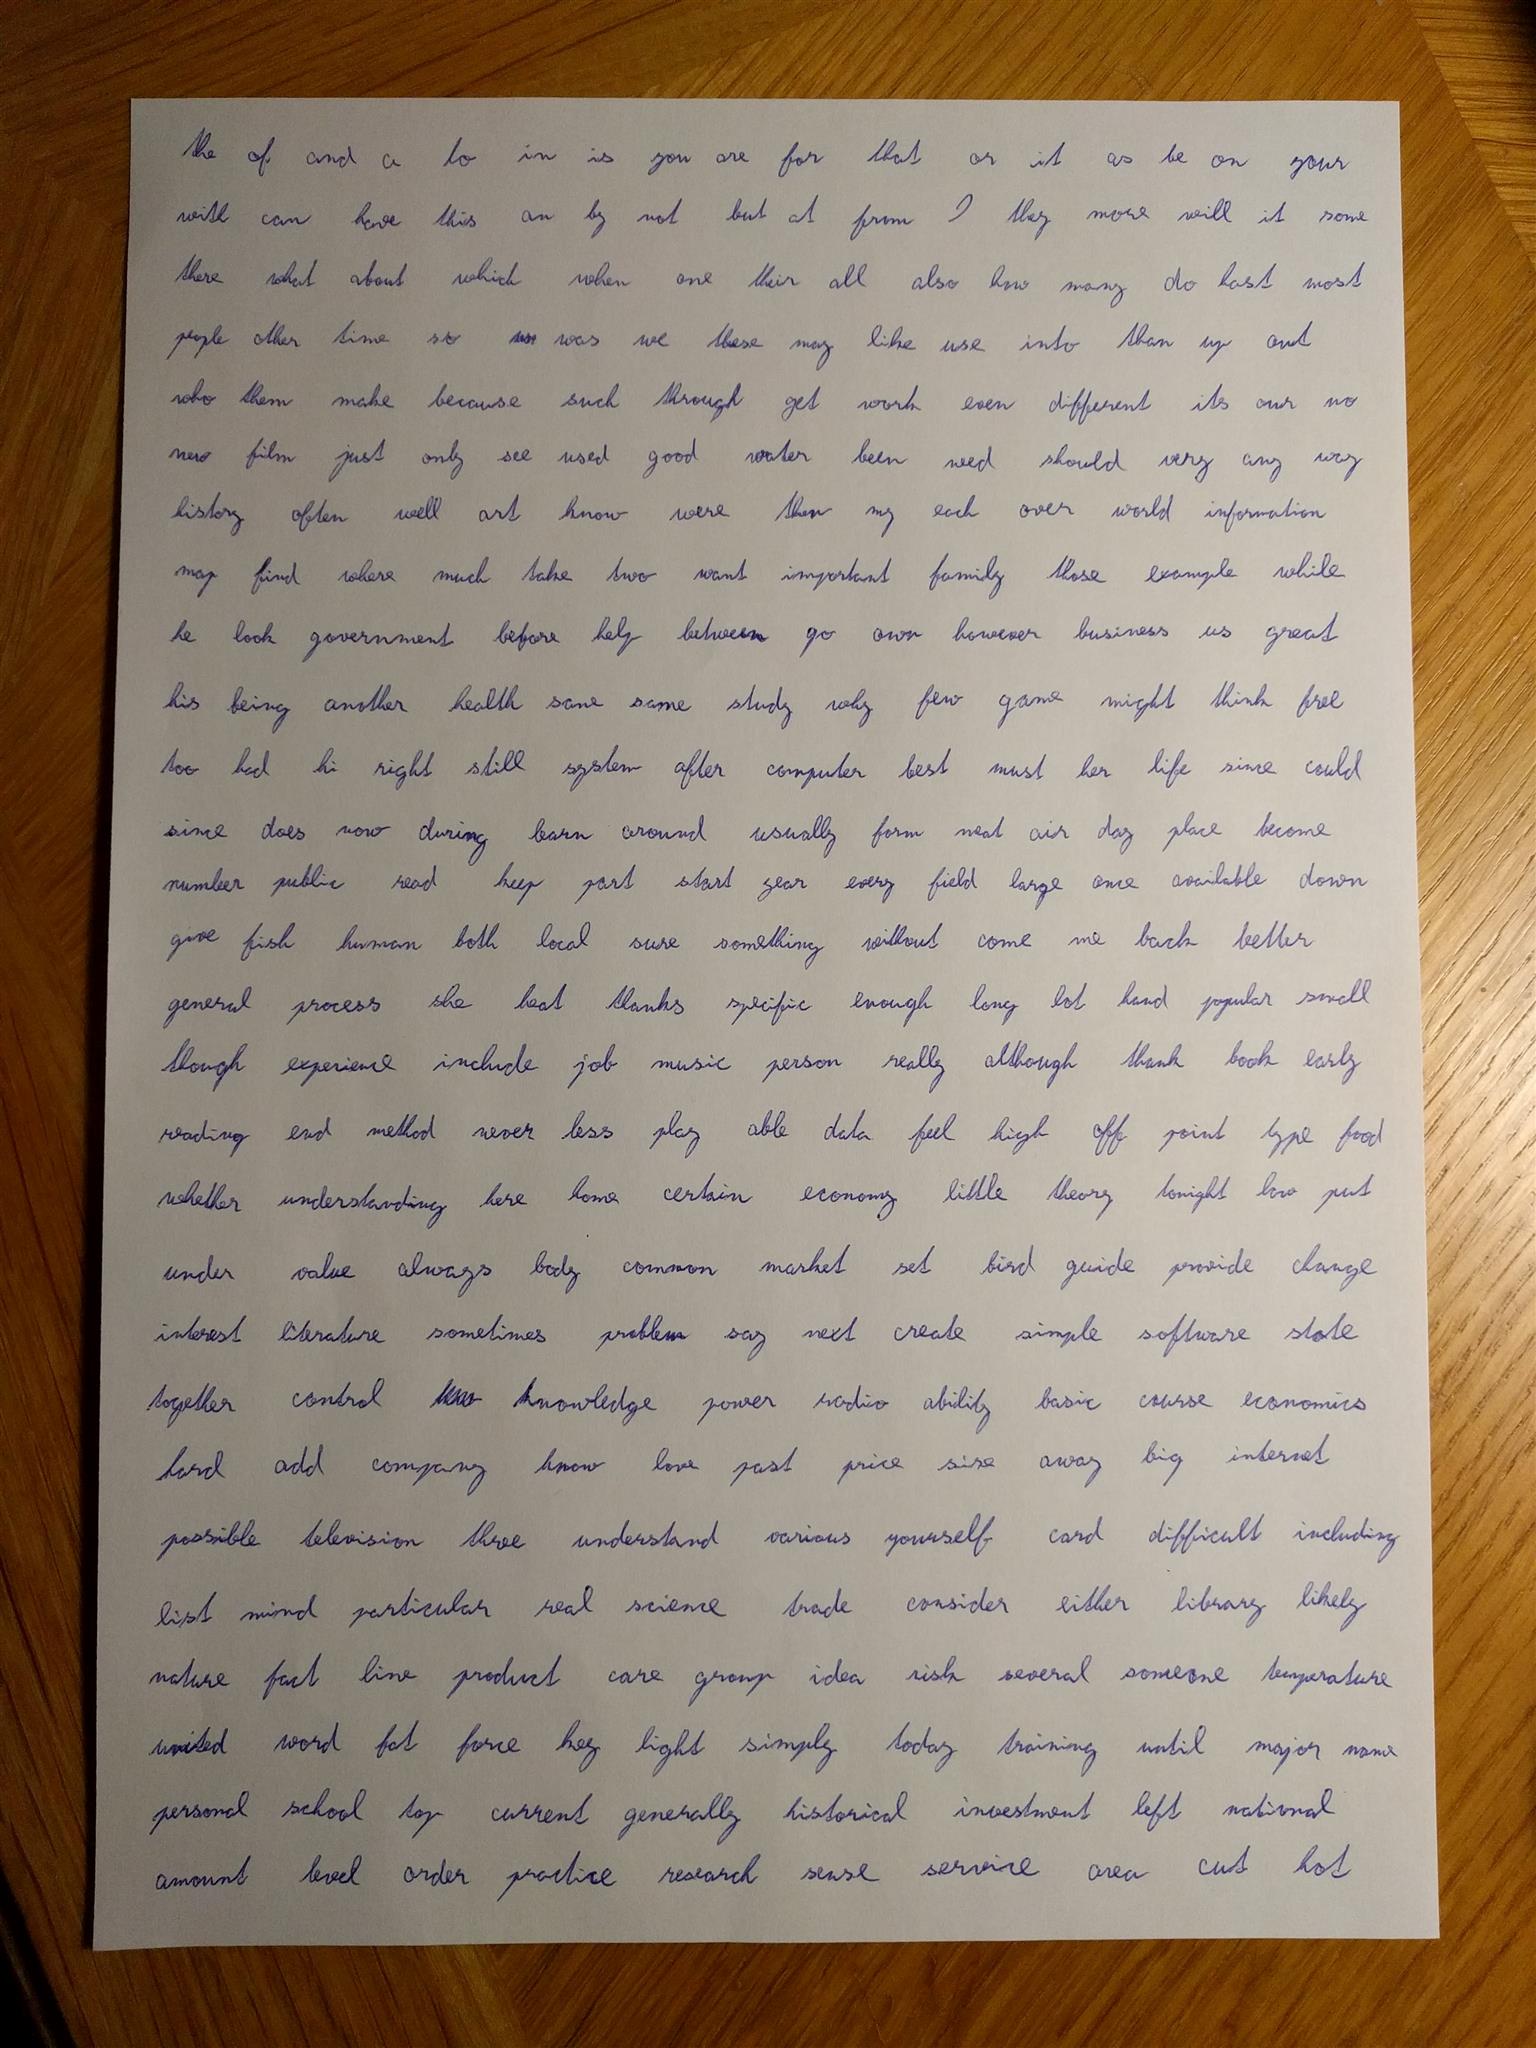 the of and a to in is you are for that or it as be on your
with can have this an by not but at from I they more will it some
there what about which when one their all also how many do hast most
people other time so was we these may like use into than up out
who them make because such through get work even different its our no
new film just only see used good water been need should very any way
history often well art know were then my each over world information
map find where much take two want important family those example while
he look government before help between go own however business us great
his being another health same same study why few game might think free
too had hi right still system after computer best must her life since could
since does now during learn around usually form meat air day place become
number public read keep part start year every field large once available down
give fish human both local sure something without come me back better
general process she heat thanks specific enough long lot hand popular small
though experience include job music person really although thank book early
reading end method never less play able data feel high off point type food
whether understanding here home certain economy little theory tonight low put
under value always body common market set bird guide provide change
interest literature sometimes problem say next create simple software state
together control knowledge power radio ability basic course economics
hard add company know love past price size away big internet
possible television three understand various yourself card difficult including
list mind particular real science trade consider either library likely
nature fact line product care group idea risk several someone temperature
united word fat force key light simply today training until major name
personal school top current generally historical investment left national
amount level order practice research sense service area cut hot